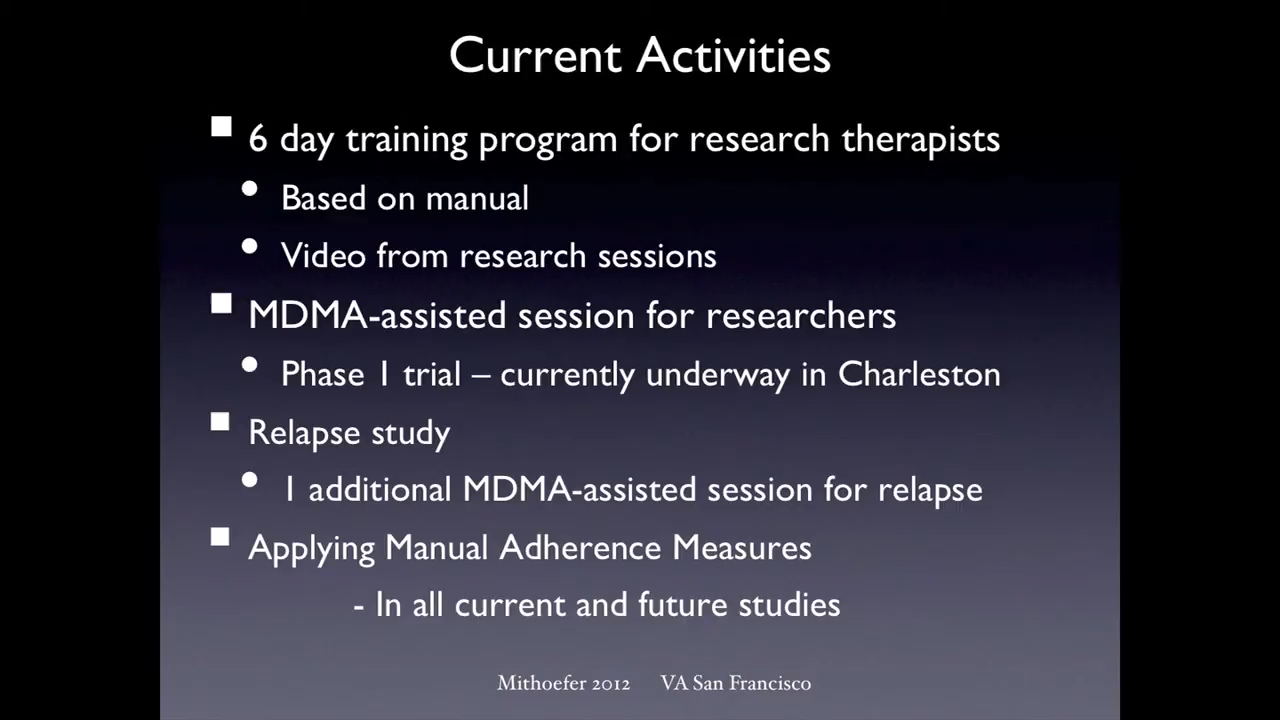 Current Activities
6 day training program for research therapists
Based on manual
Video from research sessions
MDMA-assisted session for researchers
Phase 1 trial – currently underway in Charleston
Relapse study
1 additional MDMA-assisted session for relapse
Applying Manual Adherence Measures
- In all current and future studies
Mithoefer 2012 VA San Francisco